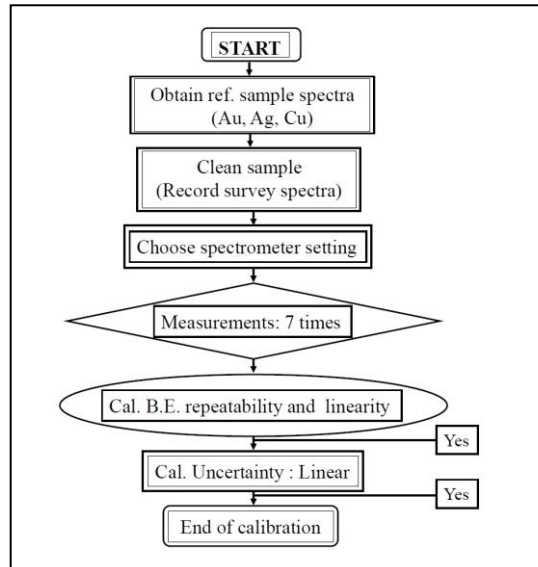 START
Obtain ref. sample spectra
(Au, Ag, Cu)
Clean sample
(Record survey spectra)
Choose spectrometer setting
Measurements: 7 times
Cal. B.E. repeatability and linearity
Yes
Cal. Uncertainty : Linear
Yes
End of calibration